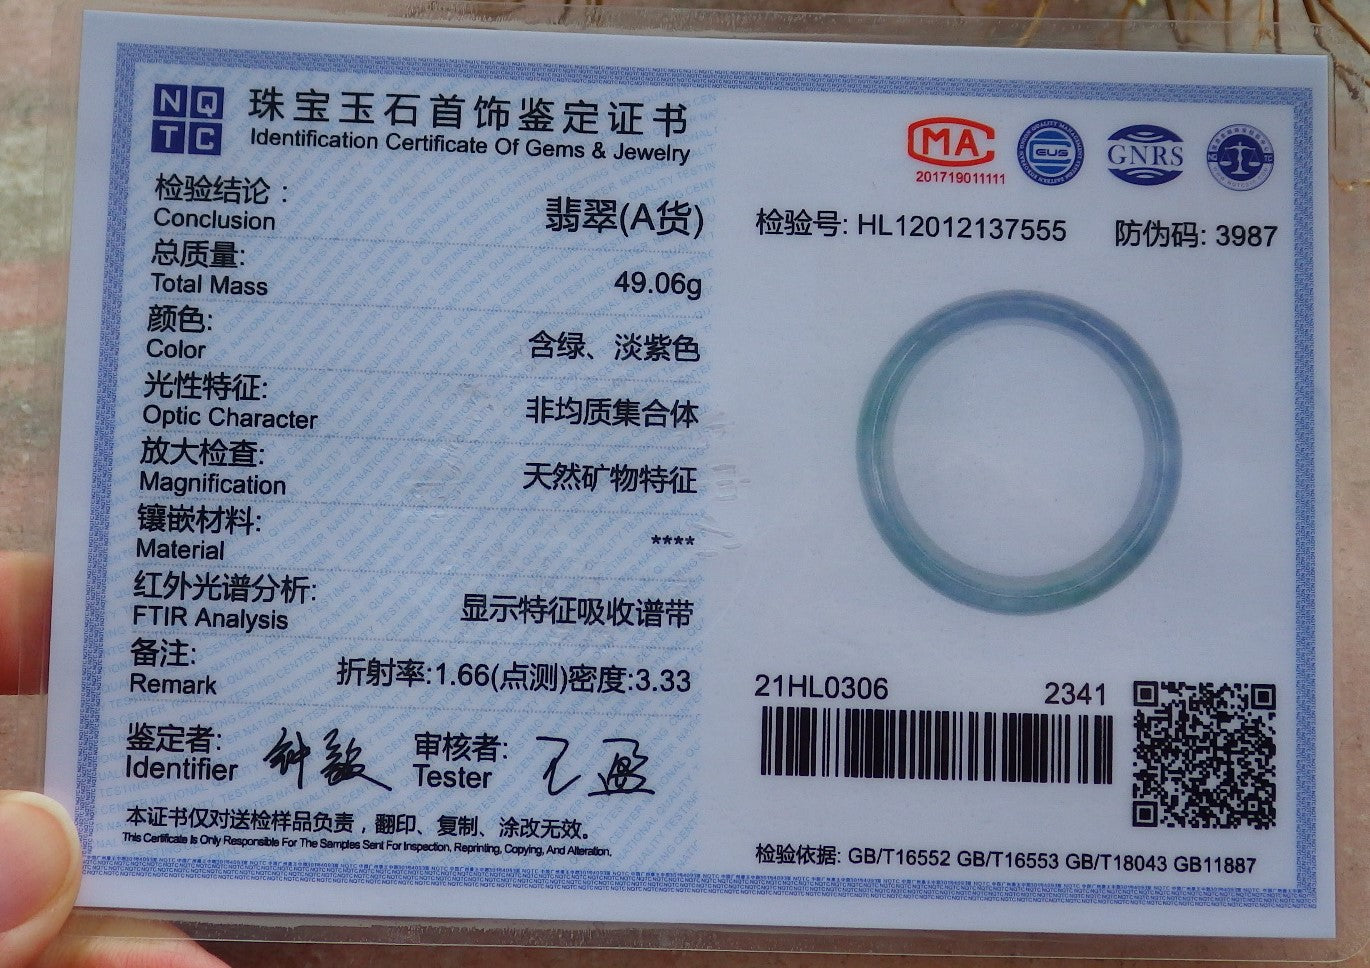 NQ
TC
珠宝玉石首饰鉴定证书
Identification Certificate Of Gems & Jewelry
检验结论：
Conclusion
翡翠(A货)
总质量:
Total Mass
49.06g
颜色:
Color
含绿、淡紫色
光性特征:
Optic Character
非均质集合体
放大检查:
Magnification
天然矿物特征
镶嵌材料:
Material
****
红外光谱分析:
FTIR Analysis
显示特征吸收谱带
备注:
Remark
折射率:1.66(点测)密度:3.33
鉴定者:
Identifier
审核者:
Tester
本证书仅对送检样品负责，翻印、复制、涂改无效。
This Certificate Is Only Responsible For The Samples Sent For Inspection, Reprinting, Copying, And Alteration.
MA
201719011111
EUS
GNRS
检验号: HL12012137555
防伪码: 3987
21HL0306
2341
检验依据: GB/T16552 GB/T16553 GB/T18043 GB11887